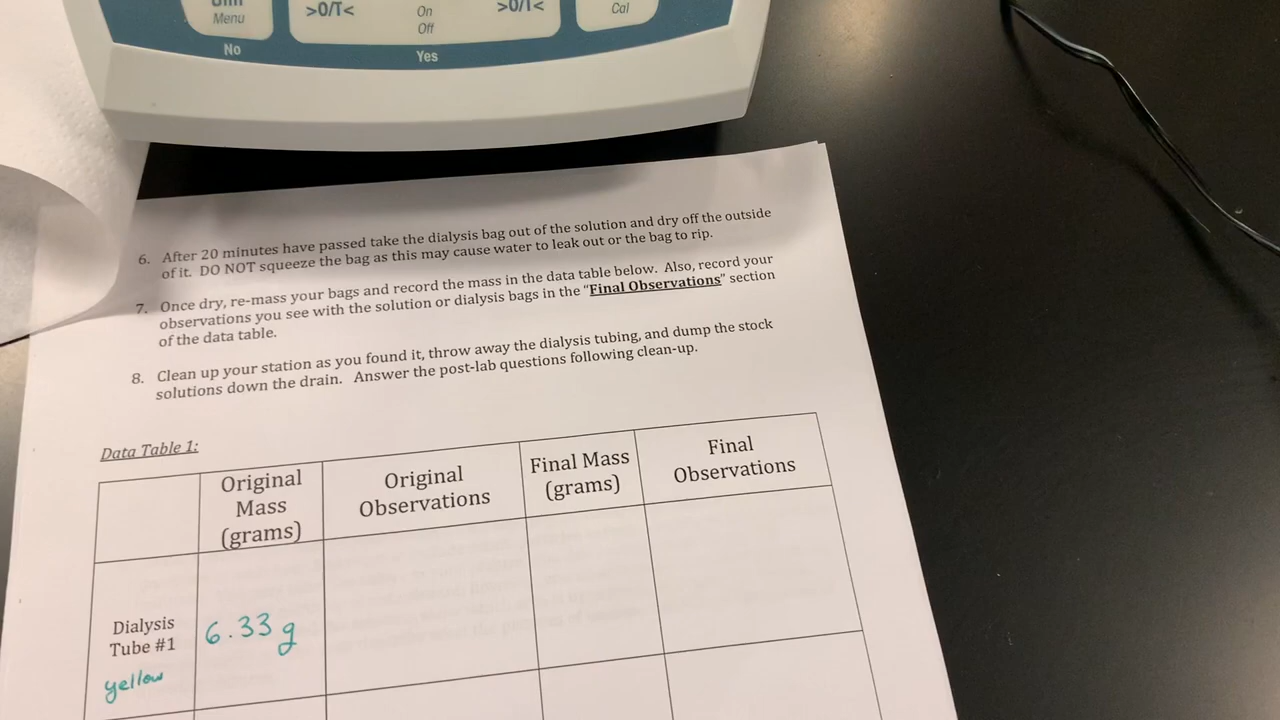 Unit
Menu
No
>0/T<
On
Off
Yes
>0/T<
Cal
6. After 20 minutes have passed take the dialysis bag out of the solution and dry off the outside
of it. DO NOT squeeze the bag as this may cause water to leak out or the bag to rip.
7. Once dry, re-mass your bags and record the mass in the data table below. Also, record your
observations you see with the solution or dialysis bags in the “Final Observations” section
of the data table.
8. Clean up your station as you found it, throw away the dialysis tubing, and dump the stock
solutions down the drain. Answer the post-lab questions following clean-up.
Data Table 1:
Original
Mass
(grams)
Original
Observations
Final Mass
(grams)
Final
Observations
Dialysis
Tube #1
yellow
6.33 g